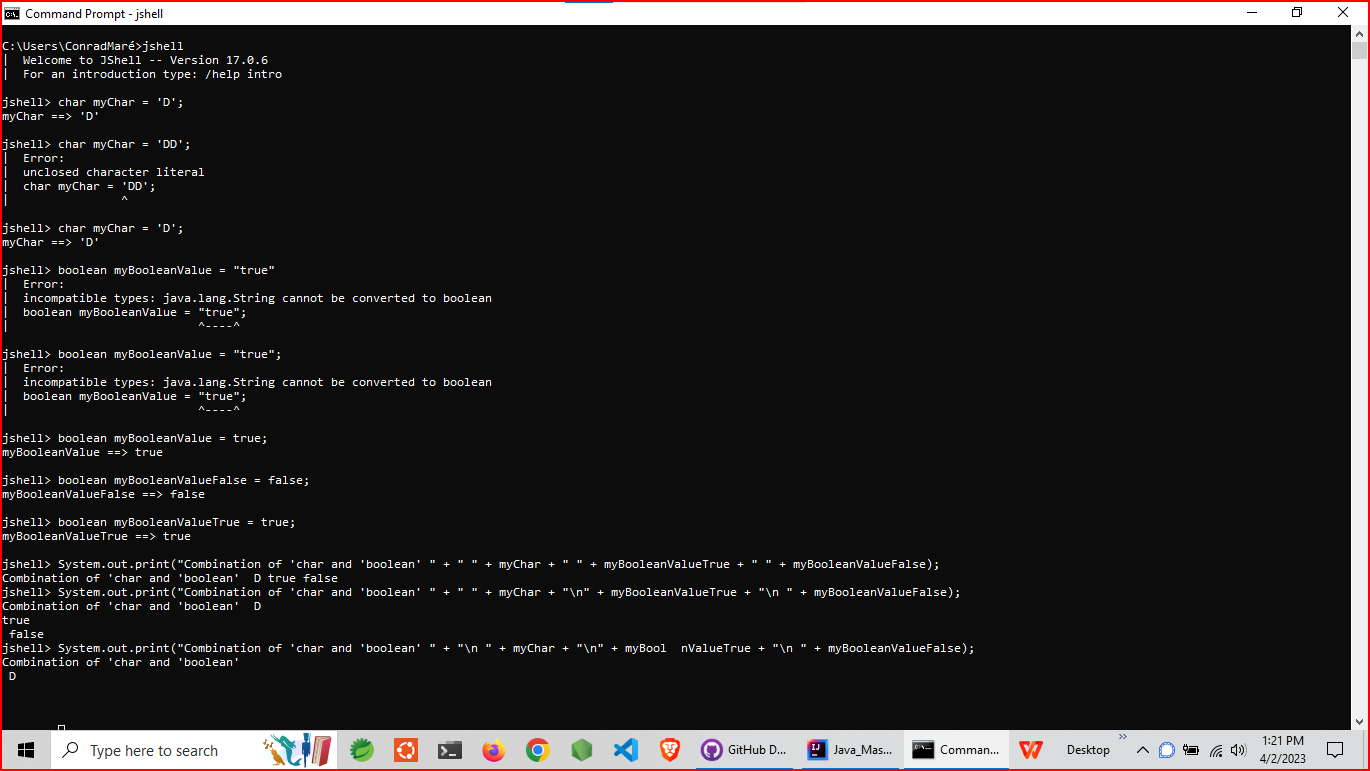 Command Prompt - jshell
C:\Users\ConradMaré>jshell
|  Welcome to JShell -- Version 17.0.6
|  For an introduction type: /help intro
jshell> char myChar = 'D';
myChar ==> 'D'
jshell> char myChar = 'DD';
|  Error:
|  unclosed character literal
|  char myChar = 'DD';
|                ^
jshell> char myChar = 'D';
myChar ==> 'D'
jshell> boolean myBooleanValue = "true"
|  Error:
|  incompatible types: java.lang.String cannot be converted to boolean
|  boolean myBooleanValue = "true";
|                           ^----^
jshell> boolean myBooleanValue = "true";
|  Error:
|  incompatible types: java.lang.String cannot be converted to boolean
|  boolean myBooleanValue = "true";
|                           ^----^
jshell> boolean myBooleanValue = true;
myBooleanValue ==> true
jshell> boolean myBooleanValueFalse = false;
myBooleanValueFalse ==> false
jshell> boolean myBooleanValueTrue = true;
myBooleanValueTrue ==> true
jshell> System.out.print("Combination of 'char and 'boolean' " + " " + myChar + " " + myBooleanValueTrue + " " + myBooleanValueFalse);
Combination of 'char and 'boolean'  D true false
jshell> System.out.print("Combination of 'char and 'boolean' " + " " + myChar + "\n" + myBooleanValueTrue + "\n " + myBooleanValueFalse);
Combination of 'char and 'boolean'  D
true
 false
jshell> System.out.print("Combination of 'char and 'boolean' " + "\n " + myChar + "\n" + myBool  nValueTrue + "\n " + myBooleanValueFalse);
Combination of 'char and 'boolean'
 D
Type here to search
GitHub D...
IJ
Java_Mas...
Comman...
Desktop
1:21 PM
4/2/2023